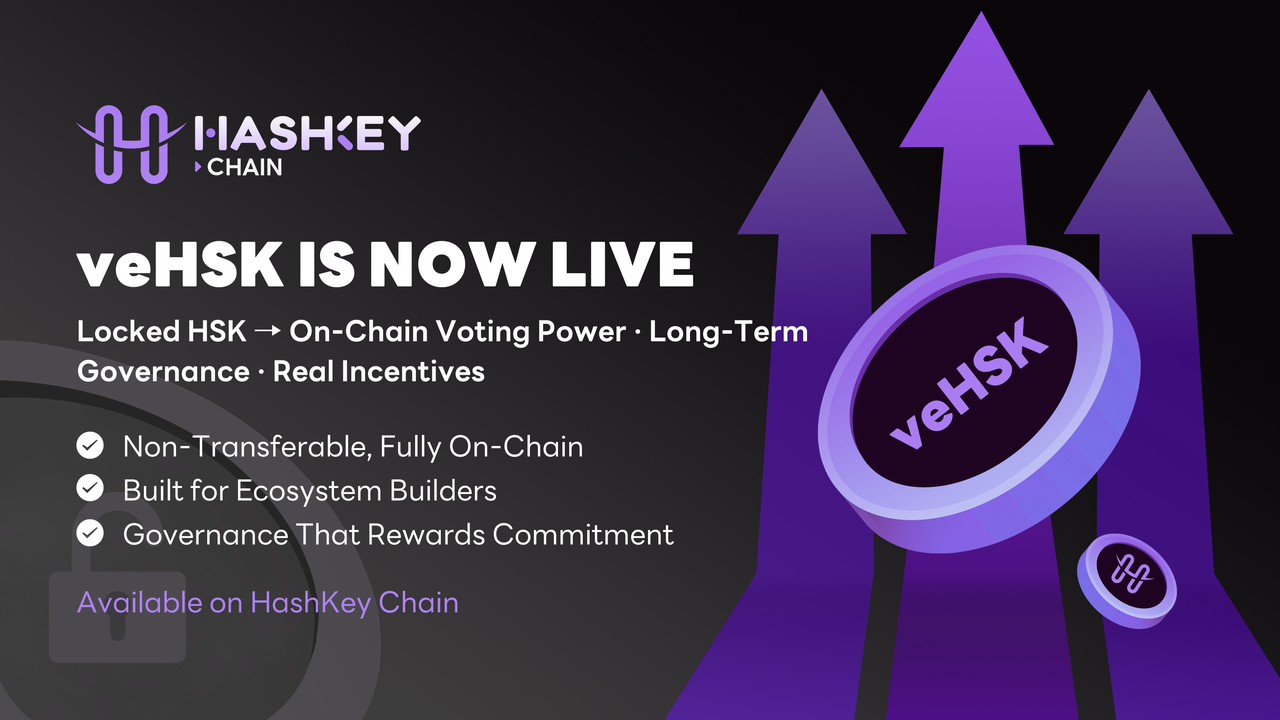 HASHKEY
CHAIN
veHSK IS NOW LIVE
Locked HSK → On-Chain Voting Power · Long-Term
Governance · Real Incentives
Non-Transferable, Fully On-Chain
Built for Ecosystem Builders
Governance That Rewards Commitment
Available on HashKey Chain
veHSK